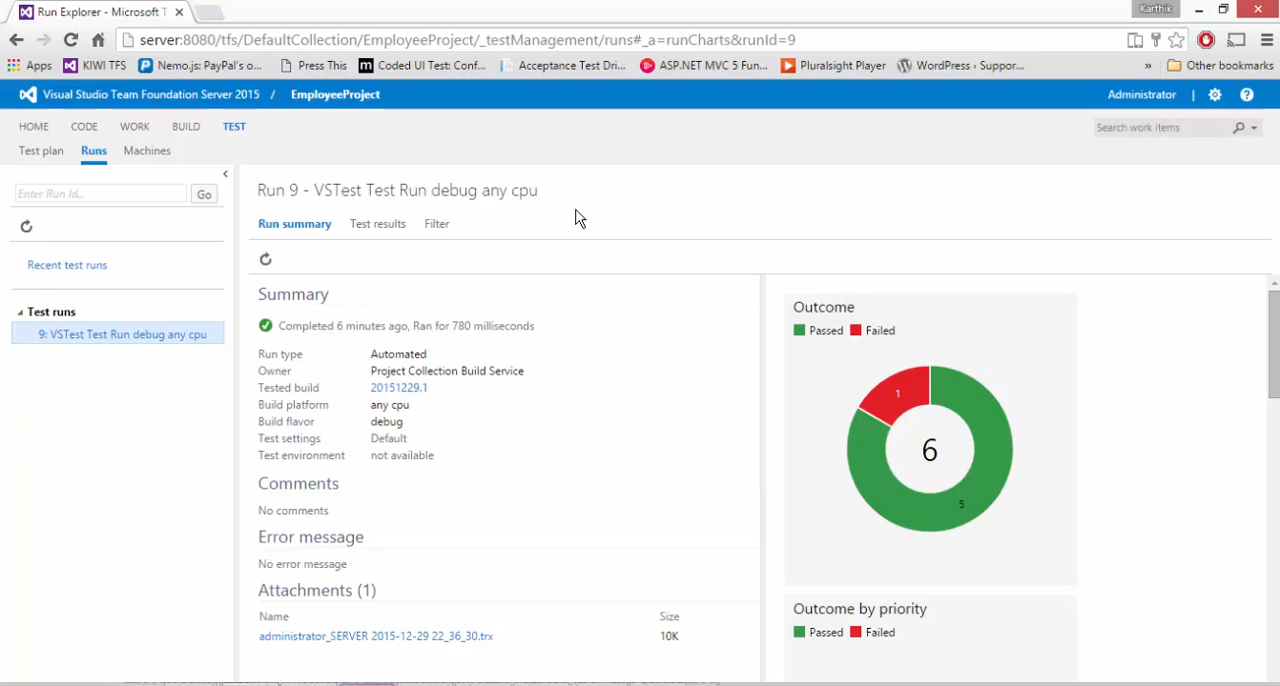 Run Explorer - Microsoft T
Karthik
server:8080/tfs/DefaultCollection/EmployeeProject/_testManagement/runs#_a=runCharts&runId=9
Apps KIWI TFS Nemo.js: PayPal's o... Press This Coded UI Test: Conf... Acceptance Test Dri... ASP.NET MVC 5 Fun... Pluralsight Player WordPress › Suppor... » Other bookmarks
Visual Studio Team Foundation Server 2015 / EmployeeProject Administrator |
HOME CODE WORK BUILD TEST Search work items
Test plan Runs Machines
Enter Run Id... Go
Run 9 - VSTest Test Run debug any cpu
Run summary Test results Filter
Recent test runs
Test runs
9: VSTest Test Run debug any cpu
Summary
Completed 6 minutes ago, Ran for 780 milliseconds
Run type Automated
Owner Project Collection Build Service
Tested build 20151229.1
Build platform any cpu
Build flavor debug
Test settings Default
Test environment not available
Comments
No comments
Error message
No error message
Attachments (1)
Name Size
administrator_SERVER 2015-12-29 22_36_30.trx 10K
Outcome
Passed Failed
1
6
5
Outcome by priority
Passed Failed